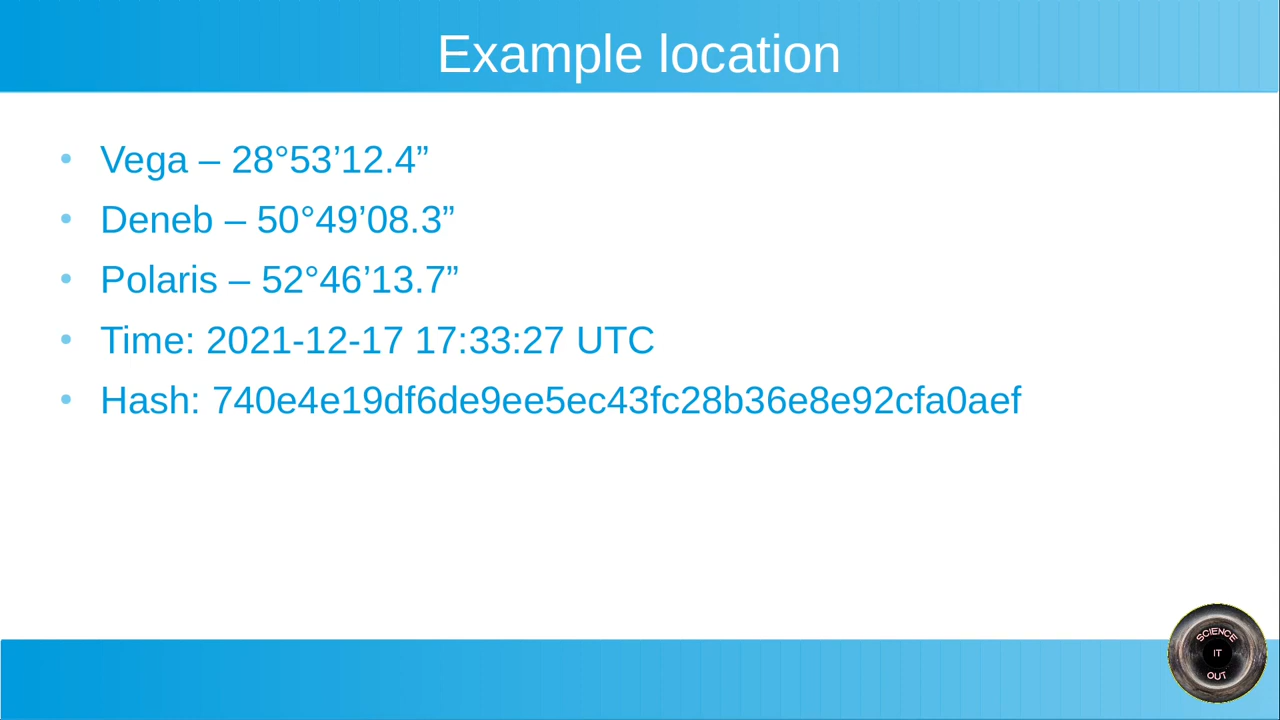 Example location
• Vega – 28°53’12.4”
• Deneb – 50°49’08.3”
• Polaris – 52°46’13.7”
• Time: 2021-12-17 17:33:27 UTC
• Hash: 740e4e19df6de9ee5ec43fc28b36e8e92cfa0aef
SCIENCE
IT
OUT